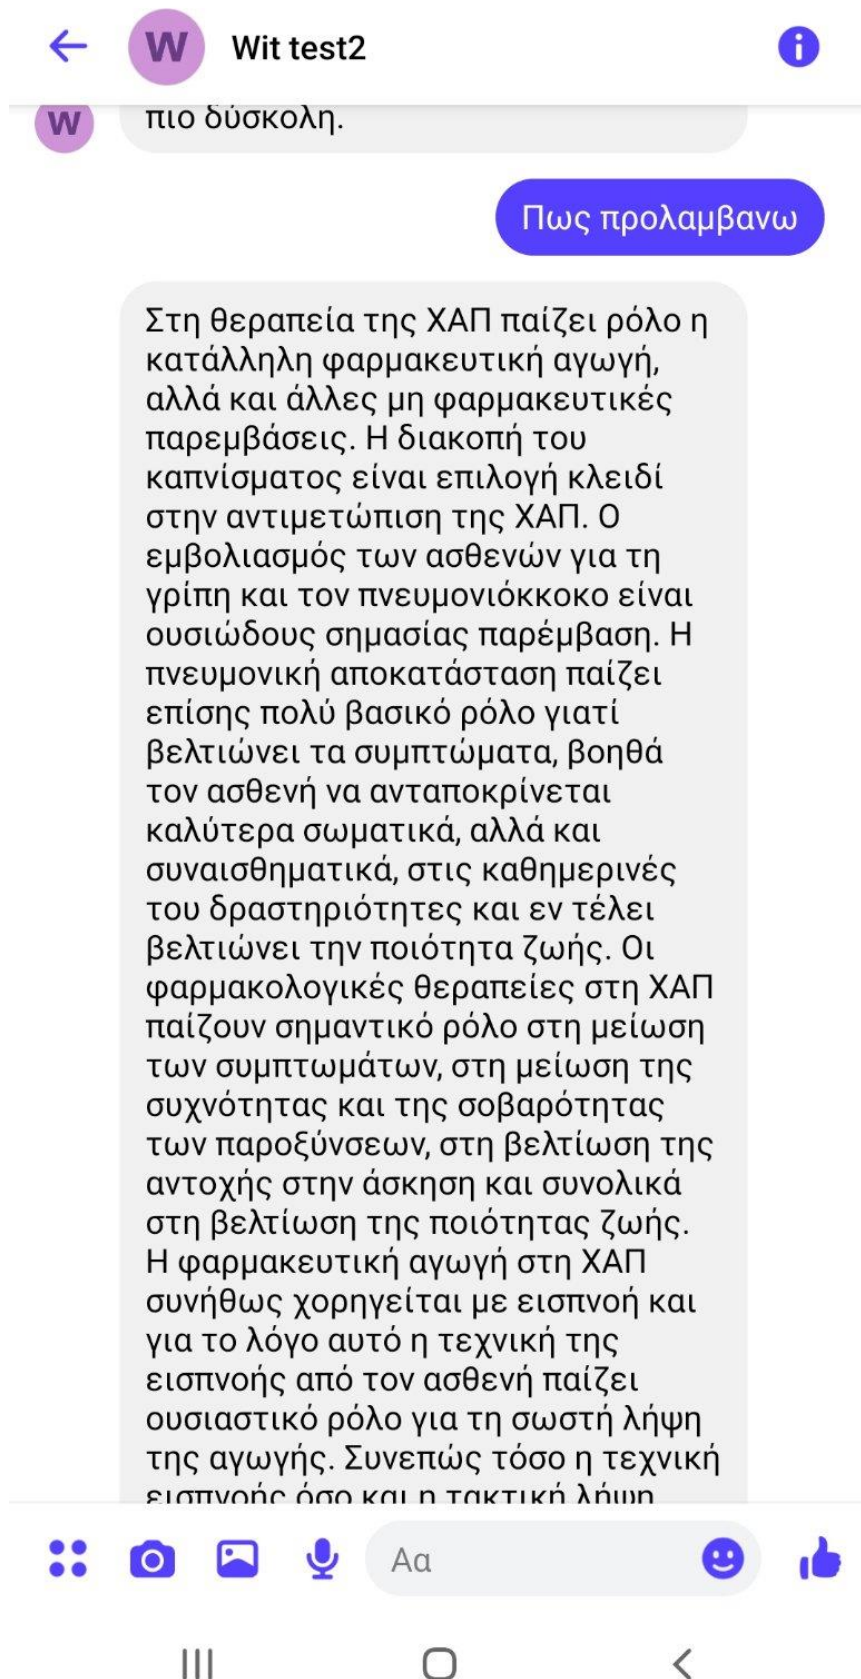 W
Wit test2
W
πιο δύσκολη.
Πως προλαμβανω
Στη θεραπεία της ΧΑΠ παίζει ρόλο η
κατάλληλη φαρμακευτική αγωγή,
αλλά και άλλες μη φαρμακευτικές
παρεμβάσεις. Η διακοπή του
καπνίσματος είναι επιλογή κλειδί
στην αντιμετώπιση της ΧΑΠ. Ο
εμβολιασμός των ασθενών για τη
γρίπη και τον πνευμονιόκκοκο είναι
ουσιώδους σημασίας παρέμβαση. Η
πνευμονική αποκατάσταση παίζει
επίσης πολύ βασικό ρόλο γιατί
βελτιώνει τα συμπτώματα, βοηθά
τον ασθενή να ανταποκρίνεται
καλύτερα σωματικά, αλλά και
συναισθηματικά, στις καθημερινές
του δραστηριότητες και εν τέλει
βελτιώνει την ποιότητα ζωής. Οι
φαρμακολογικές θεραπείες στη ΧΑΠ
παίζουν σημαντικό ρόλο στη μείωση
των συμπτωμάτων, στη μείωση της
συχνότητας και της σοβαρότητας
των παροξύνσεων, στη βελτίωση της
αντοχής στην άσκηση και συνολικά
στη βελτίωση της ποιότητας ζωής.
Η φαρμακευτική αγωγή στη ΧΑΠ
συνήθως χορηγείται με εισπνοή και
για το λόγο αυτό η τεχνική της
εισπνοής από τον ασθενή παίζει
ουσιαστικό ρόλο για τη σωστή λήψη
της αγωγής. Συνεπώς τόσο η τεχνική
εισπνοής όσο και η τακτική λήψη
Αα